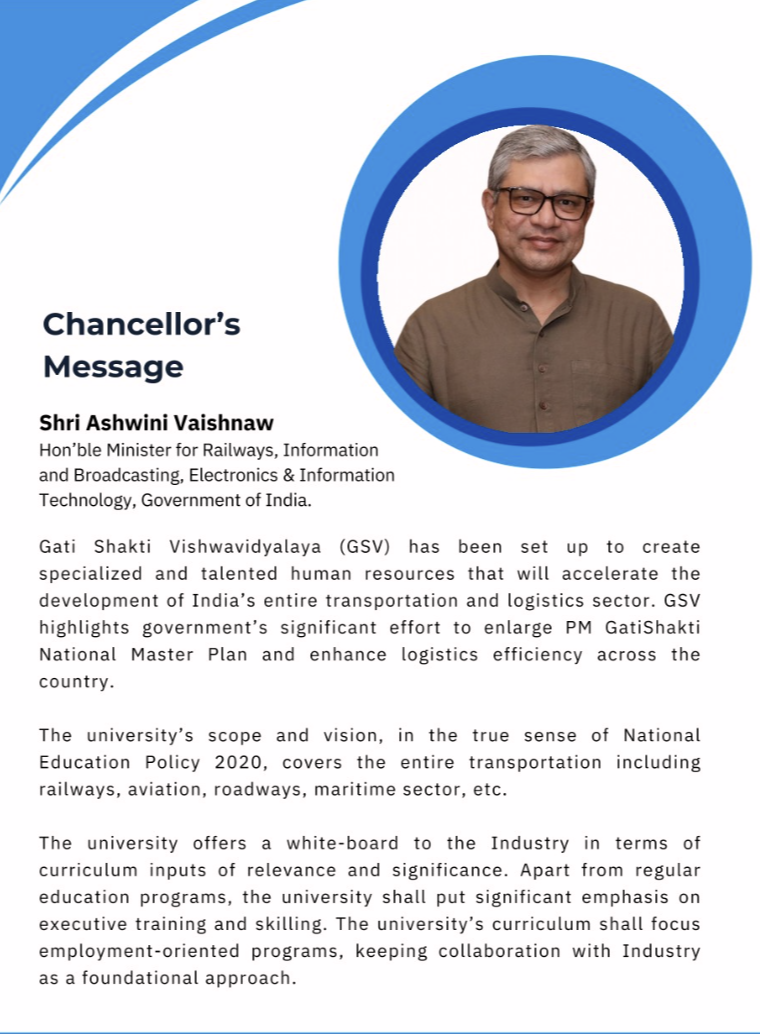 Chancellor's
Message
Shri Ashwini Vaishnaw
Hon'ble Minister for Railways, Information
and Broadcasting, Electronics & Information
Technology, Government of India.
Gati Shakti Vishwavidyalaya (GSV) has been set up to create
specialized and talented human resources that will accelerate the
development of India's entire transportation and logistics sector. GSV
highlights government's significant effort to enlarge PM GatiShakti
National Master Plan and enhance logistics efficiency across the
country.
The university's scope and vision, in the true sense of National
Education Policy 2020, covers the entire transportation including
railways, aviation, roadways, maritime sector, etc.
The university offers a white-board to the Industry in terms of
curriculum inputs of relevance and significance. Apart from regular
education programs, the university shall put significant emphasis on
executive training and skilling. The university's curriculum shall focus
employment-oriented programs, keeping collaboration with Industry
as a foundational approach.